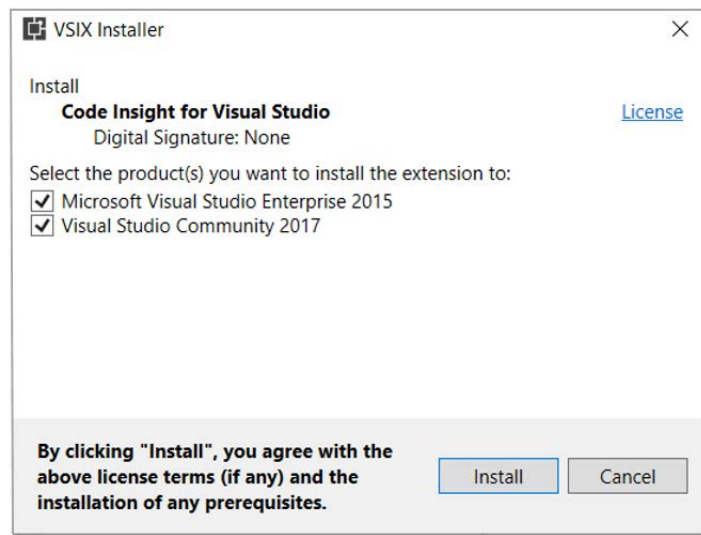 VSIX Installer
Install
Code Insight for Visual Studio
License
Digital Signature: None
Select the product(s) you want to install the extension to:
Microsoft Visual Studio Enterprise 2015
Visual Studio Community 2017
By clicking "Install", you agree with the
above license terms (if any) and the
installation of any prerequisites.
Install
Cancel